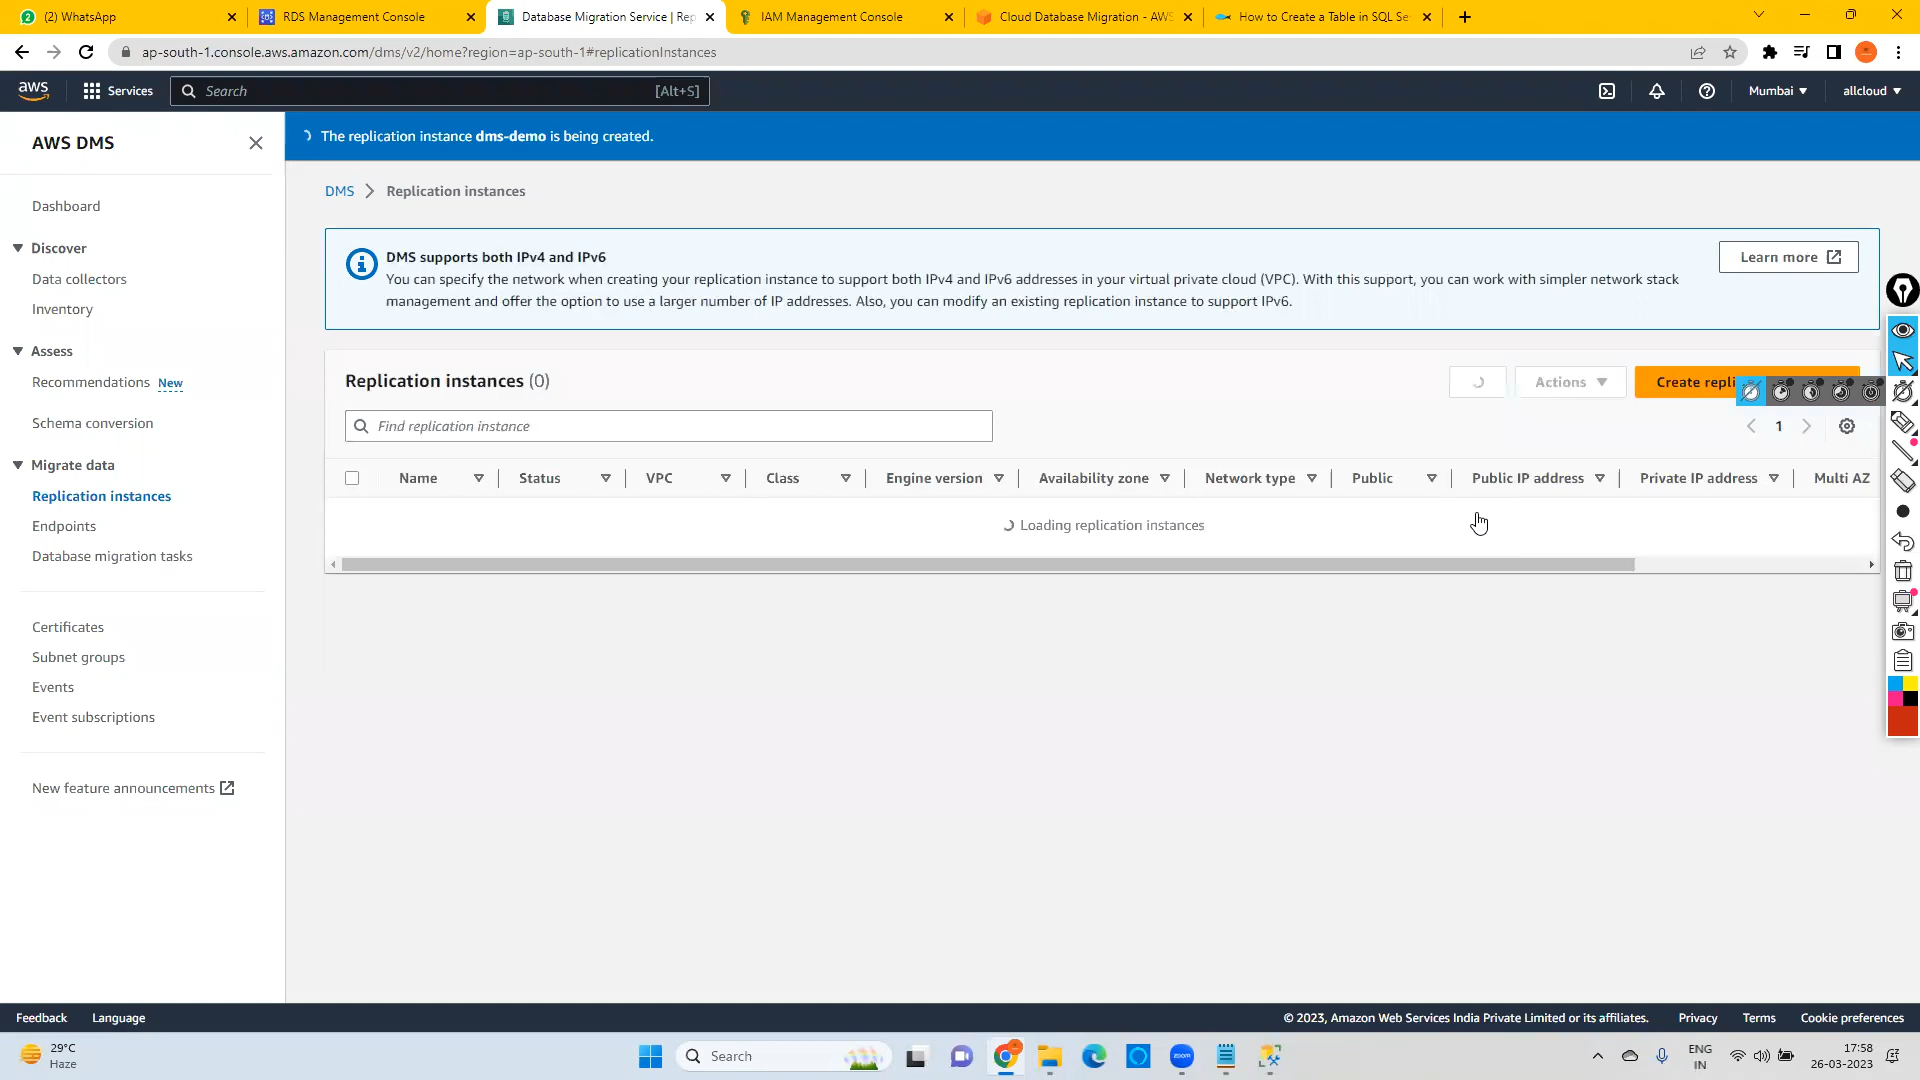 (2) WhatsApp
RDS Management Console
Database Migration Service | Rep
IAM Management Console
Cloud Database Migration - AWS
How to Create a Table in SQL Se
ap-south-1.console.aws.amazon.com/dms/v2/home?region=ap-south-1#replicationInstances
aws
Services
Search
[Alt+S]
Mumbai
allcloud
AWS DMS
The replication instance dms-demo is being created.
Dashboard
Discover
Data collectors
Inventory
Assess
Recommendations New
Schema conversion
Migrate data
Replication instances
Endpoints
Database migration tasks
Certificates
Subnet groups
Events
Event subscriptions
New feature announcements
DMS
Replication instances
DMS supports both IPv4 and IPv6
You can specify the network when creating your replication instance to support both IPv4 and IPv6 addresses in your virtual private cloud (VPC). With this support, you can work with simpler network stack
management and offer the option to use a larger number of IP addresses. Also, you can modify an existing replication instance to support IPv6.
Learn more
Replication instances (0)
Actions
Create repli
Find replication instance
1
Name
Status
VPC
Class
Engine version
Availability zone
Network type
Public
Public IP address
Private IP address
Multi AZ
Loading replication instances
Feedback
Language
© 2023, Amazon Web Services India Private Limited or its affiliates.
Privacy
Terms
Cookie preferences
29°C
Haze
Search
zoom
ENG
IN
17:58
26-03-2023